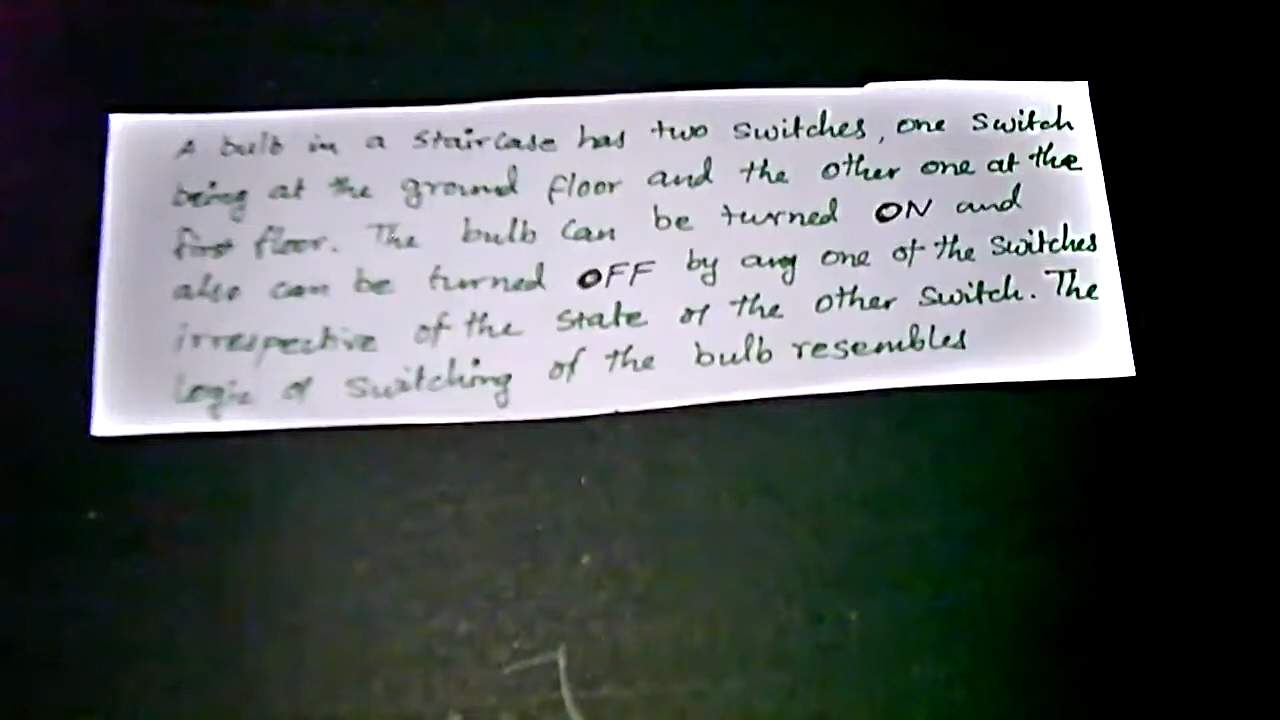 A bulb in a staircase has two switches, one switch
being at the ground floor and the other one at the
first floor. The bulb can be turned ON and
also can be turned OFF by any one of the switches
irrespective of the state of the other switch. The
logic of switching of the bulb resembles